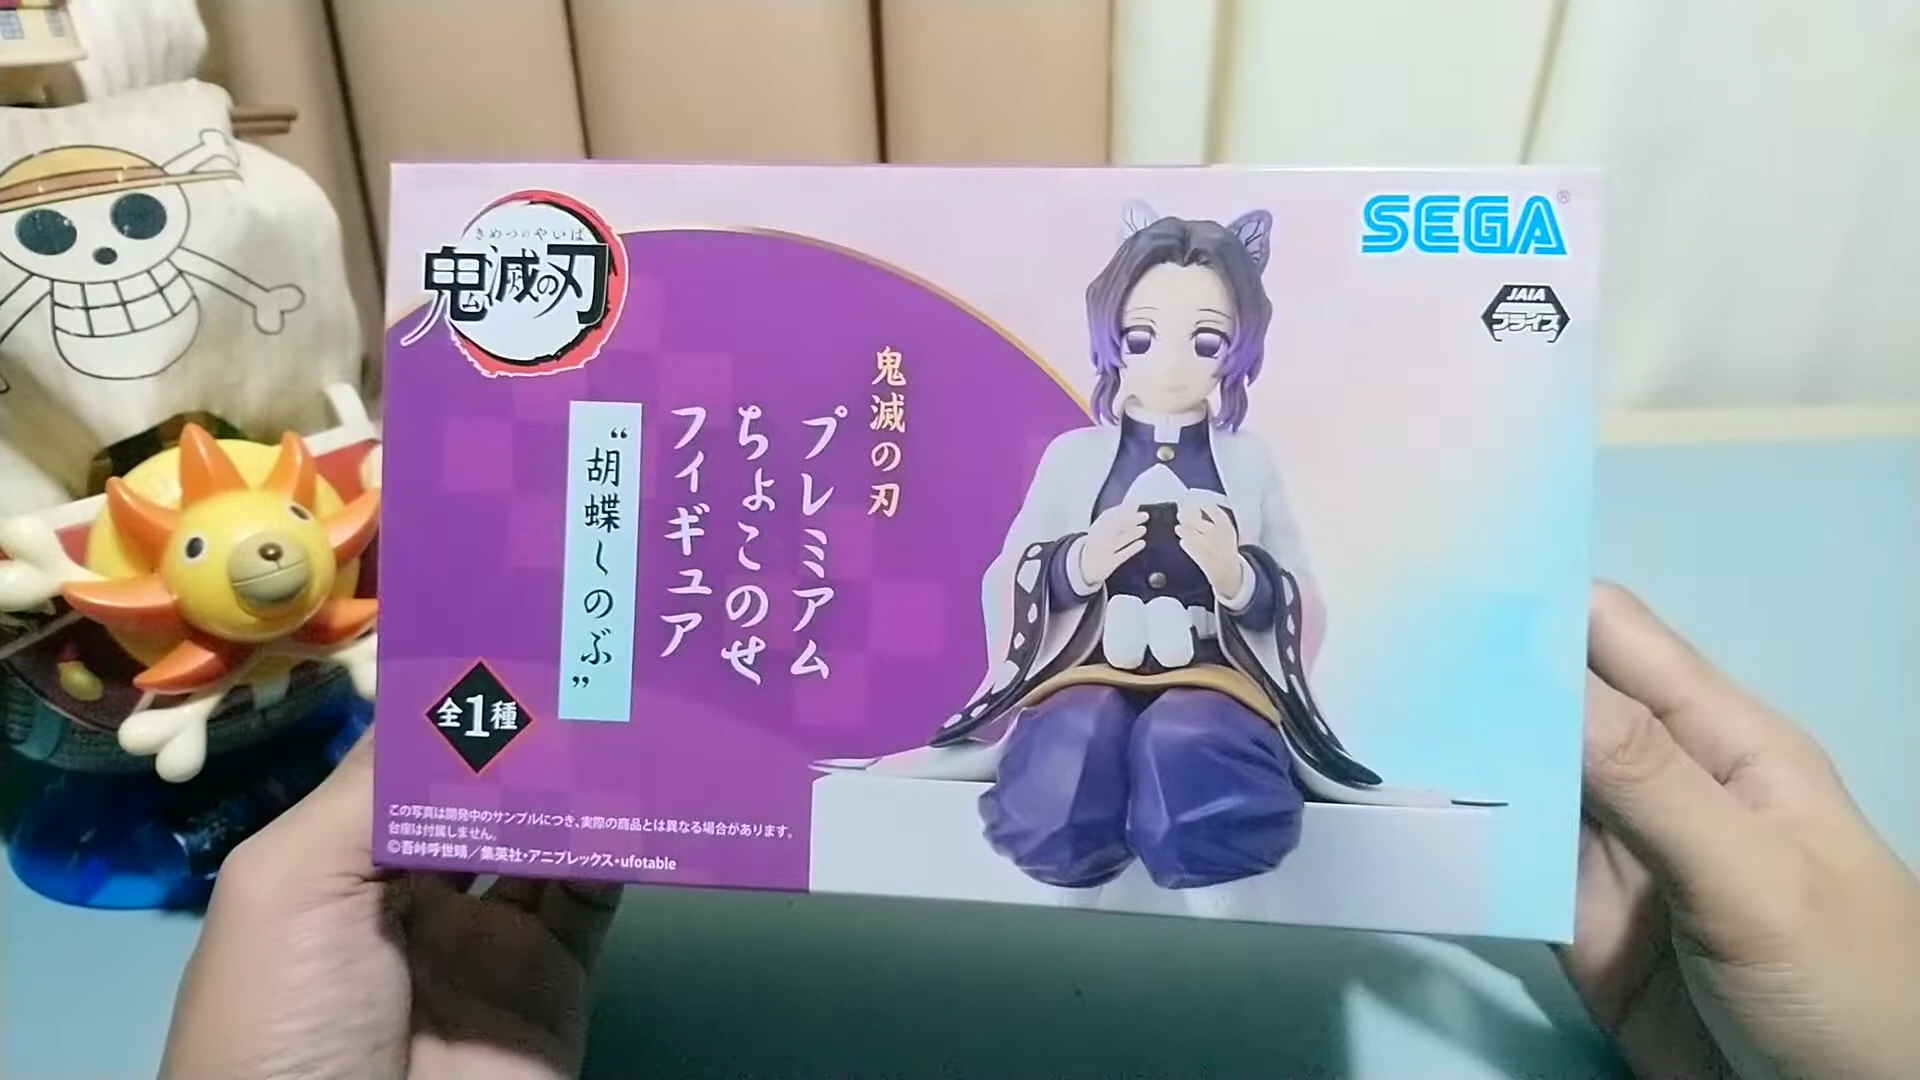 きめつのやいば
鬼滅の刃
SEGA®
JAIA
プライズ
鬼滅の刃
プレミアム
ちょこのせ
フィギュア
“胡蝶しのぶ”
全1種
この写真は開発中のサンプルにつき、実際の商品とは異なる場合があります。
台座は付属しません。
©吾峠呼世晴／集英社・アニプレックス・ufotable